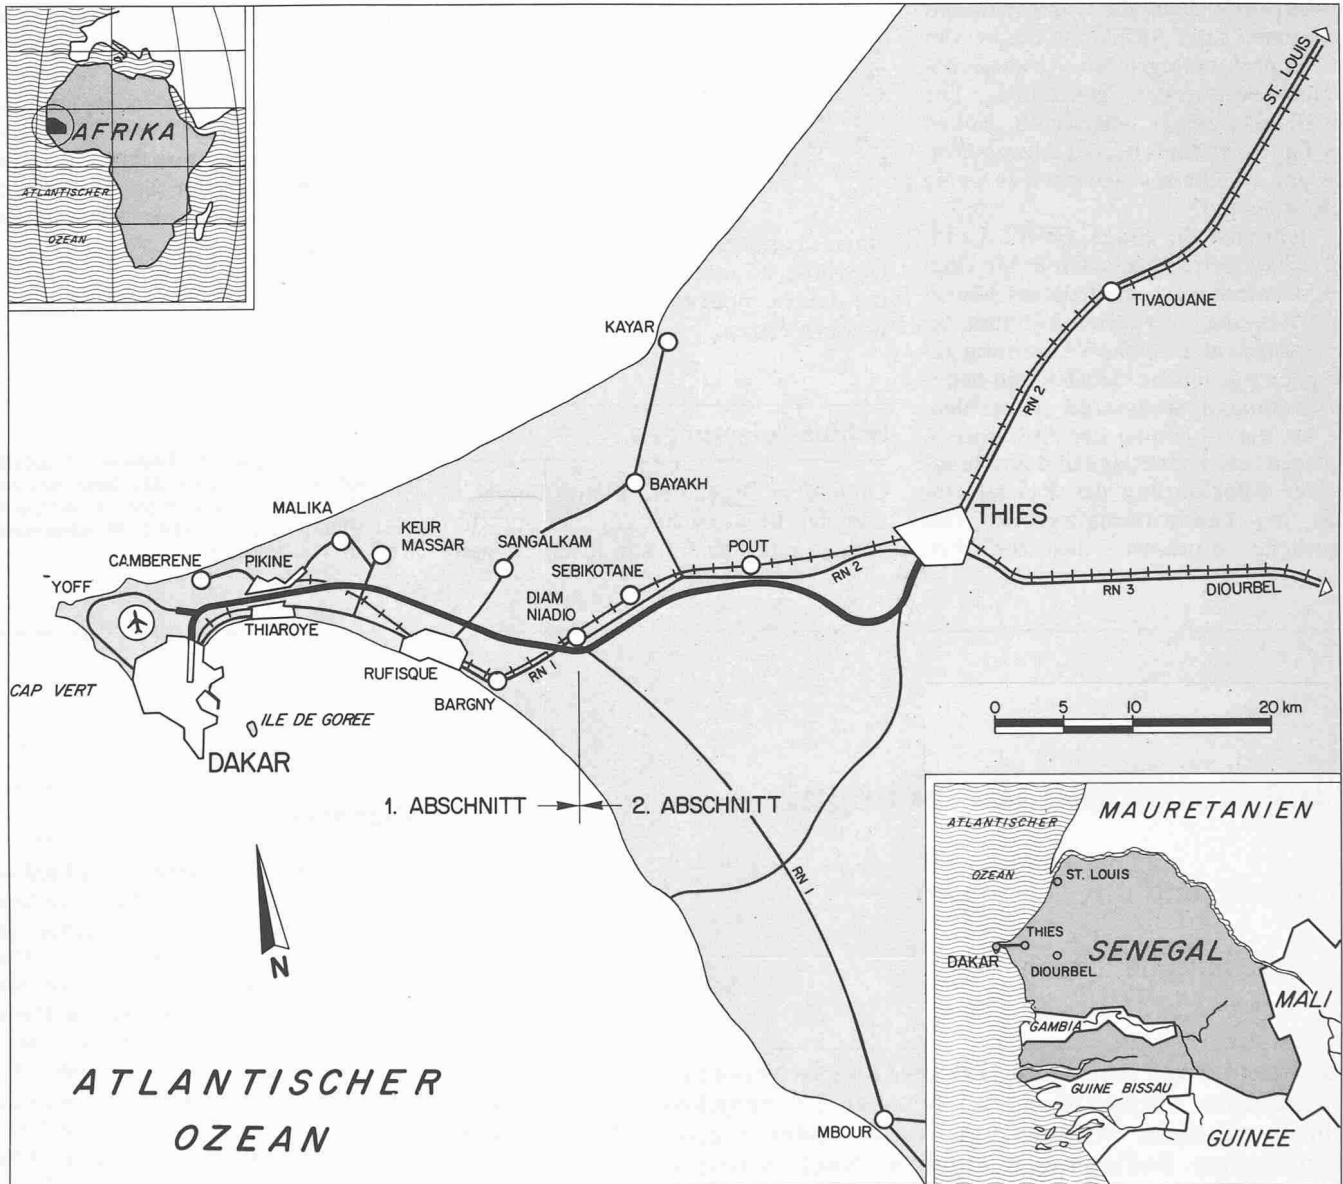 AFRIKA
ATLANTISCHER
OZEAN
ST. LOUIS
TIVAOUANE
KAYAR
RN 2
BAYAKH
MALIKA
KEUR
MASSAR
SANGALKAM
THIES
CAMBERENE
PIKINE
SEBIKOTANE
POUT
RN 2
YOFF
DIAM
NIADIO
RN 3
DIOURBEL
THIAROYE
RUFISQUE
RN 1
CAP VERT
BARGNY
ILE DE GOREE
DAKAR
0 5 10 20 km
1. ABSCHNITT
2. ABSCHNITT
RN 1
N
ATLANTISCHER
OZEAN
MBOUR
ATLANTISCHER
OZEAN
MAURETANIEN
ST. LOUIS
THIES
DAKAR
DIOURBEL
SENEGAL
MALI
GAMBIA
GUINE BISSAU
GUINEE